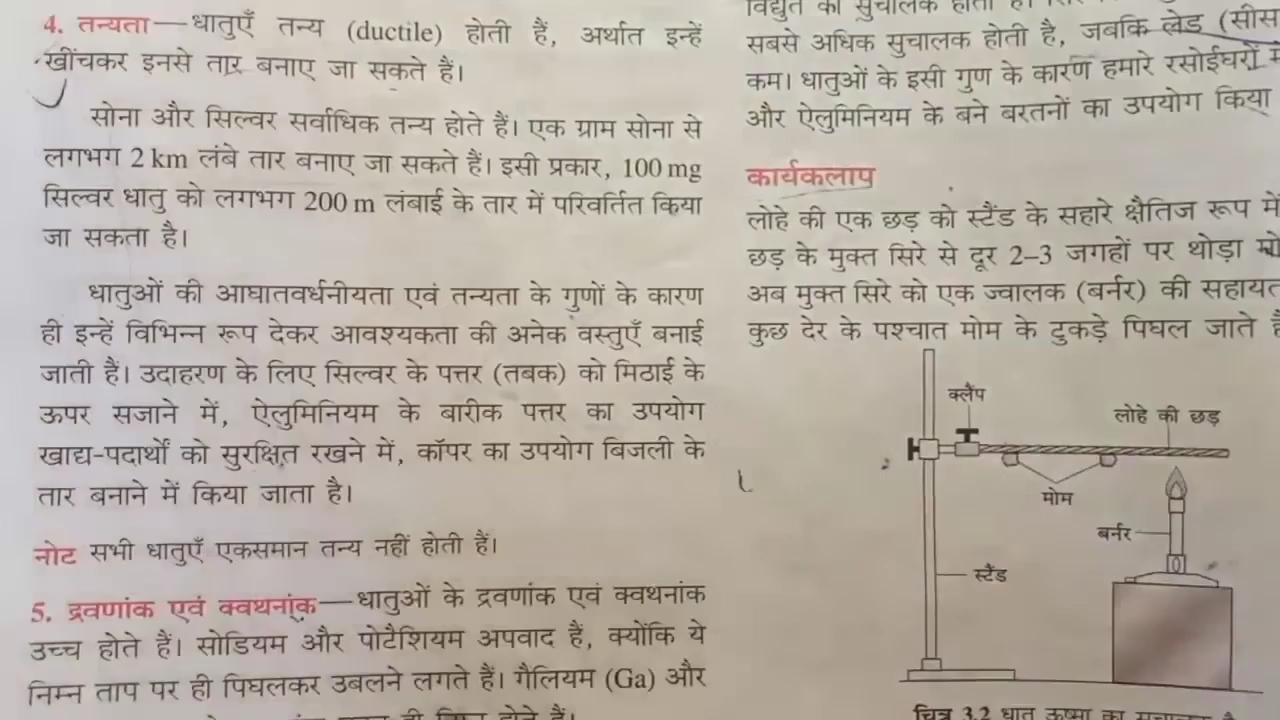 4. तन्यता—धातुएँ तन्य (ductile) होती हैं, अर्थात इन्हें
खींचकर इनसे तार बनाए जा सकते हैं।
सोना और सिल्वर सर्वाधिक तन्य होते हैं। एक ग्राम सोना से
लगभग 2 km लंबे तार बनाए जा सकते हैं। इसी प्रकार, 100 mg
सिल्वर धातु को लगभग 200 m लंबाई के तार में परिवर्तित किया
जा सकता है।
धातुओं की आघातवर्धनीयता एवं तन्यता के गुणों के कारण
ही इन्हें विभिन्न रूप देकर आवश्यकता की अनेक वस्तुएँ बनाई
जाती हैं। उदाहरण के लिए सिल्वर के पत्तर (तबक) को मिठाई के
ऊपर सजाने में, ऐलुमिनियम के बारीक पत्तर का उपयोग
खाद्य-पदार्थों को सुरक्षित रखने में, कॉपर का उपयोग बिजली के
तार बनाने में किया जाता है।
नोट सभी धातुएँ एकसमान तन्य नहीं होती हैं।
5. द्रवणांक एवं क्वथनांक—धातुओं के द्रवणांक एवं क्वथनांक
उच्च होते हैं। सोडियम और पोटैशियम अपवाद हैं, क्योंकि ये
निम्न ताप पर ही पिघलकर उबलने लगते हैं। गैलियम (Ga) और
विद्युत की सुचालक होती
सबसे अधिक सुचालक होती है, जबकि लेड (सीस
कम। धातुओं के इसी गुण के कारण हमारे रसोईघरों
और ऐलुमिनियम के बने बरतनों का उपयोग किया
कार्यकलाप
लोहे की एक छड़ को स्टैंड के सहारे क्षैतिज रूप में
छड़ के मुक्त सिरे से दूर 2–3 जगहों पर थोड़ा
अब मुक्त सिरे को एक ज्वालक (बर्नर) की सहायत
कुछ देर के पश्चात मोम के टुकड़े पिघल जाते
क्लैंप
लोहे की छड़
मोम
बर्नर
स्टैंड
चित्र 3.2 धातु ऊष्मा का